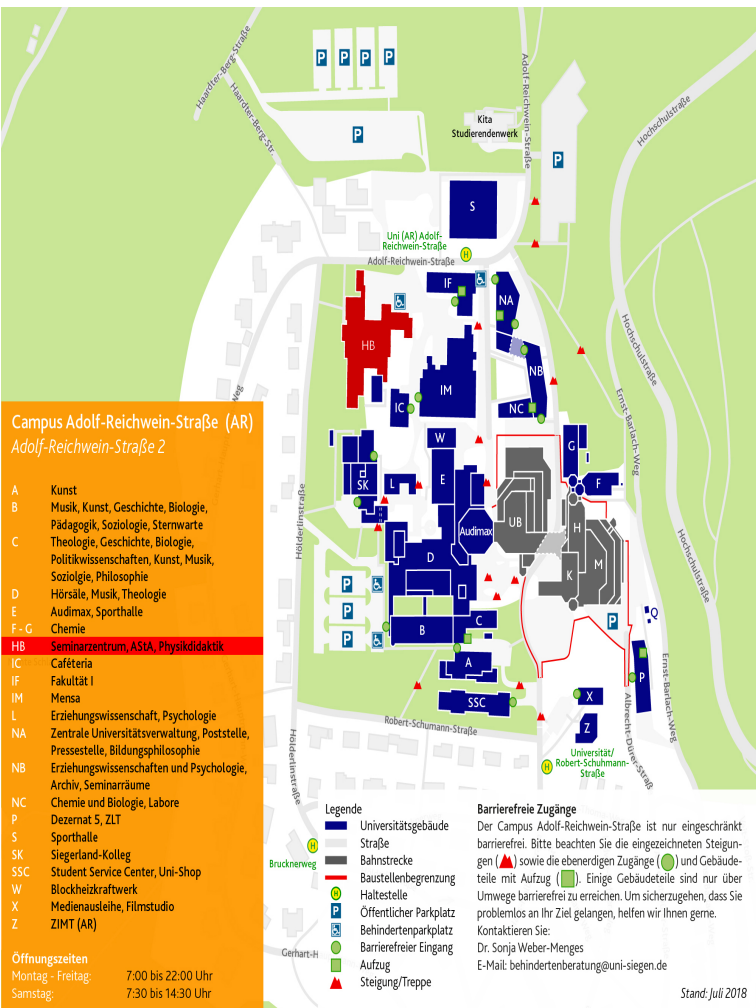 Haardter-Berg-Straße
Haardter-Berg-Str.
P P P P
P
Kita
Studierendenwerk
Adolf-Reichwein-Straße
P
Hochschulstraße
S
Uni (AR) Adolf-
Reichwein-Straße
H
Adolf-Reichwein-Straße
IF
NA
HB
Hochschulstraße
NB
IM
IC
NC
Ernst-Barlach-Weg
Weg
W
G
SK
L
E
F
Hölderlinstraße
UB
H
Audimax
D
M
K
Hochschulstraße
P
P
P
B
C
P
Q
A
P
SSC
X
Z
Ernst-Barlach-Weg
Albrecht-Dürer-Straß
Robert-Schumann-Straße
Hölderlinstraße
Universität/
Robert-Schuhmann-
Straße
H
H
Brucknerweg
Gerhart-H
Campus Adolf-Reichwein-Straße (AR)
Adolf-Reichwein-Straße 2
A Kunst
B Musik, Kunst, Geschichte, Biologie,
Pädagogik, Soziologie, Sternwarte
C Theologie, Geschichte, Biologie,
Politikwissenschaften, Kunst, Musik,
Soziolgie, Philosophie
D Hörsäle, Musik, Theologie
E Audimax, Sporthalle
F - G Chemie
HB Seminarzentrum, AStA, Physikdidaktik
IC Caféteria
IF Fakultät I
IM Mensa
L Erziehungswissenschaft, Psychologie
NA Zentrale Universitätsverwaltung, Poststelle,
Pressestelle, Bildungsphilosophie
NB Erziehungswissenschaften und Psychologie,
Archiv, Seminarräume
NC Chemie und Biologie, Labore
P Dezernat 5, ZLT
S Sporthalle
SK Siegerland-Kolleg
SSC Student Service Center, Uni-Shop
W Blockheizkraftwerk
X Medienausleihe, Filmstudio
Z ZIMT (AR)
Öffnungszeiten
Montag - Freitag: 7:00 bis 22:00 Uhr
Samstag: 7:30 bis 14:30 Uhr
Legende
Universitätsgebäude
Straße
Bahnstrecke
Baustellenbegrenzung
H Haltestelle
P Öffentlicher Parkplatz
Behindertenparkplatz
Barrierefreier Eingang
Aufzug
Steigung/Treppe
Barrierefreie Zugänge
Der Campus Adolf-Reichwein-Straße ist nur eingeschränkt
barrierefrei. Bitte beachten Sie die eingezeichneten Steigun-
gen ( ) sowie die ebenerdigen Zugänge ( ) und Gebäude-
teile mit Aufzug ( ). Einige Gebäudeteile sind nur über
Umwege barrierefrei zu erreichen. Um sicherzugehen, dass Sie
problemlos an Ihr Ziel gelangen, helfen wir Ihnen gerne.
Kontaktieren Sie:
Dr. Sonja Weber-Menges
E-Mail: behindertenberatung@uni-siegen.de
Stand: Juli 2018